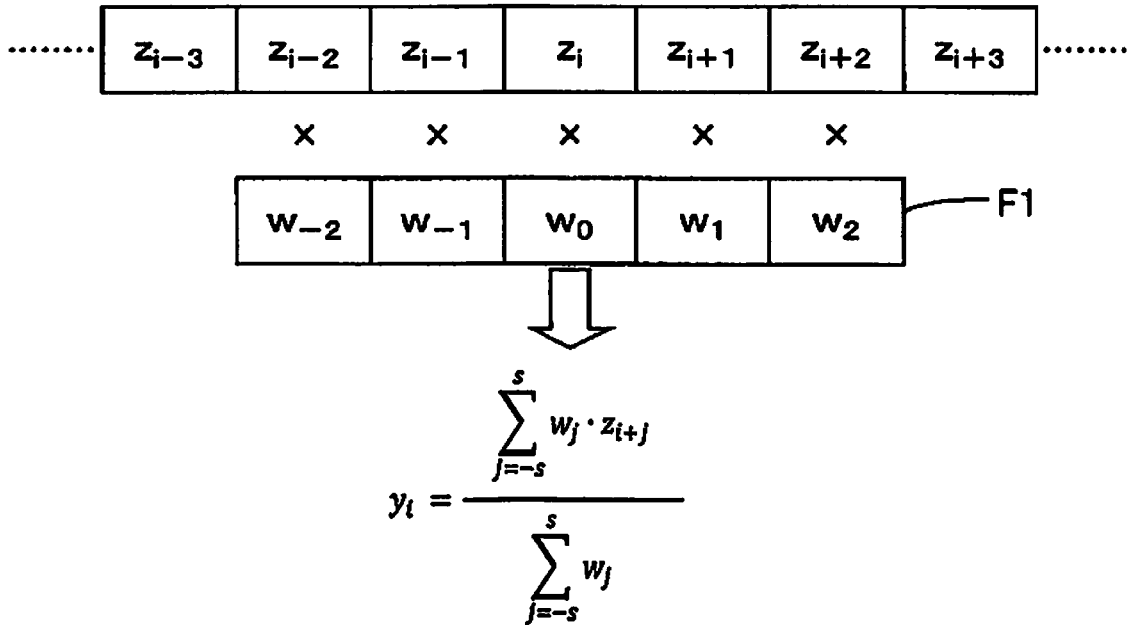 ········ z_{i−3} z_{i−2} z_{i−1} z_i z_{i+1} z_{i+2} z_{i+3} ········
× × × × ×
w_{−2} w_{−1} w_0 w_1 w_2 F1
y_i = \frac{\sum_{j=-s}^{s} w_j \cdot z_{i+j}}{\sum_{j=-s}^{s} w_j}